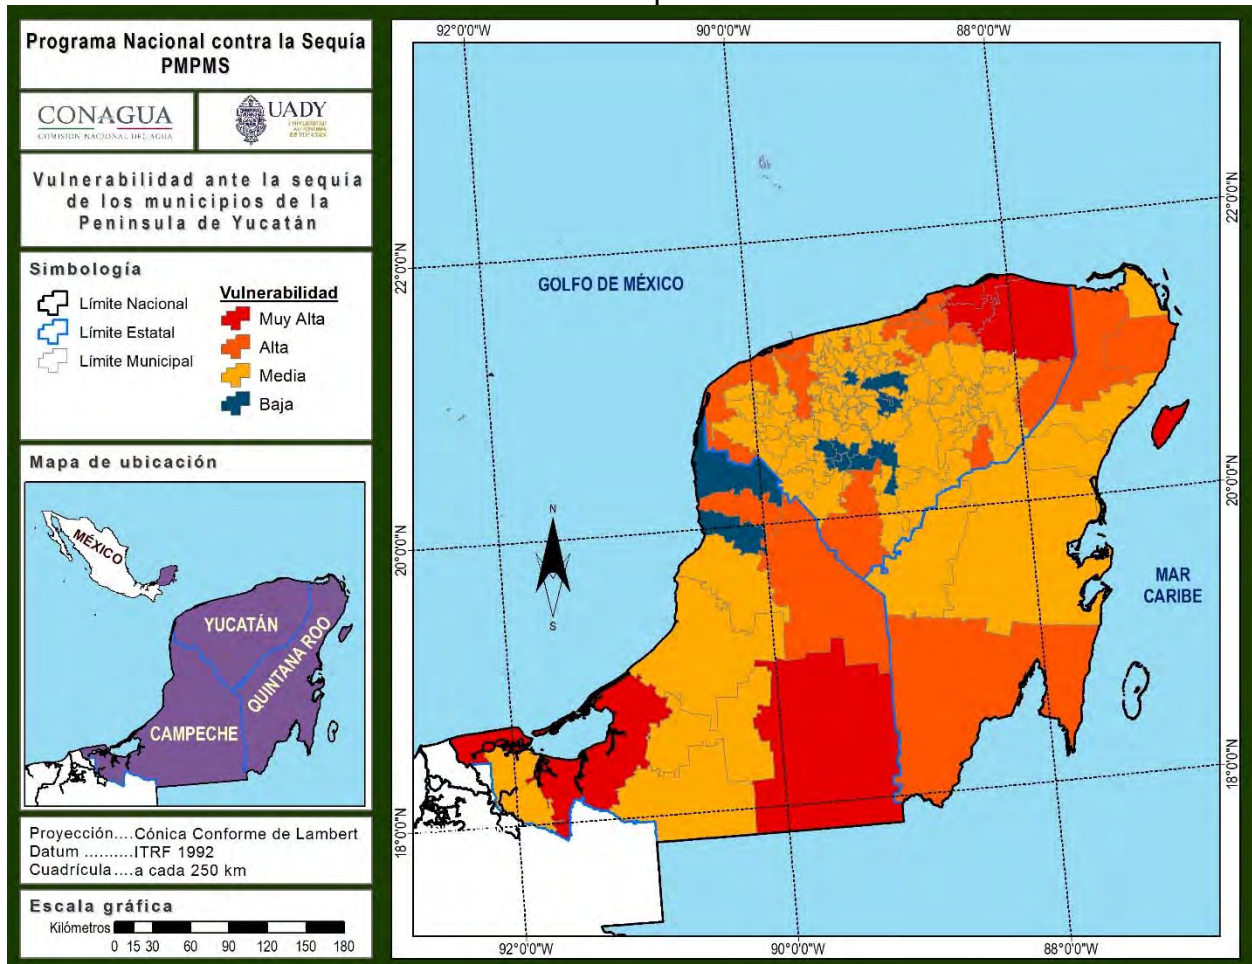 Programa Nacional contra la Sequía
PMPMS
CONAGUA
COMISIÓN NACIONAL DEL AGUA
UADY
UNIVERSIDAD
AUTÓNOMA
DE YUCATÁN
Vulnerabilidad ante la sequía
de los municipios de la
Peninsula de Yucatán
Simbología
Límite Nacional
Límite Estatal
Límite Municipal
Vulnerabilidad
Muy Alta
Alta
Media
Baja
Mapa de ubicación
MÉXICO
YUCATÁN
QUINTANA ROO
CAMPECHE
Proyección....Cónica Conforme de Lambert
Datum ..........ITRF 1992
Cuadrícula....a cada 250 km
Escala gráfica
Kilómetros
0 15 30 60 90 120 150 180
92°0'0"W 90°0'0"W 88°0'0"W
22°0'0"N
22°0'0"N
GOLFO DE MÉXICO
20°0'0"N
20°0'0"N
N
S
MAR
CARIBE
18°0'0"N
18°0'0"N
92°0'0"W 90°0'0"W 88°0'0"W